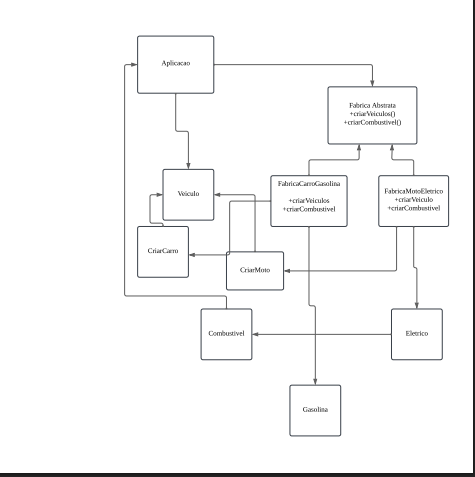 Aplicacao
Fabrica Abstrata
+criarVeiculos()
+criarCombustivel()
Veiculo
FabricaCarroGasolina
+criarVeiculos
+criarCombustivel
FabricaMotoEletrico
+criarVeiculo
+criarCombustivel
CriarCarro
CriarMoto
Combustivel
Eletrico
Gasolina